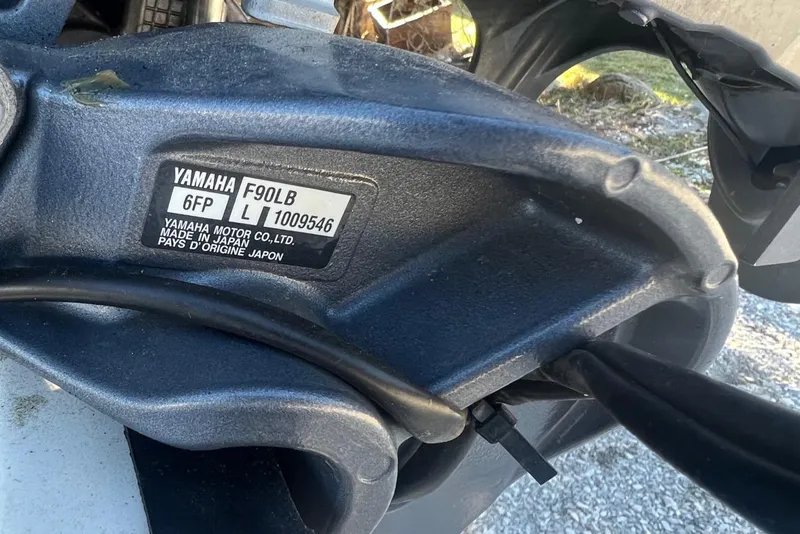 YAMAHA F90LB
6FP L 1009546
YAMAHA MOTOR CO.,LTD.
MADE IN JAPAN
PAYS D'ORIGINE JAPON